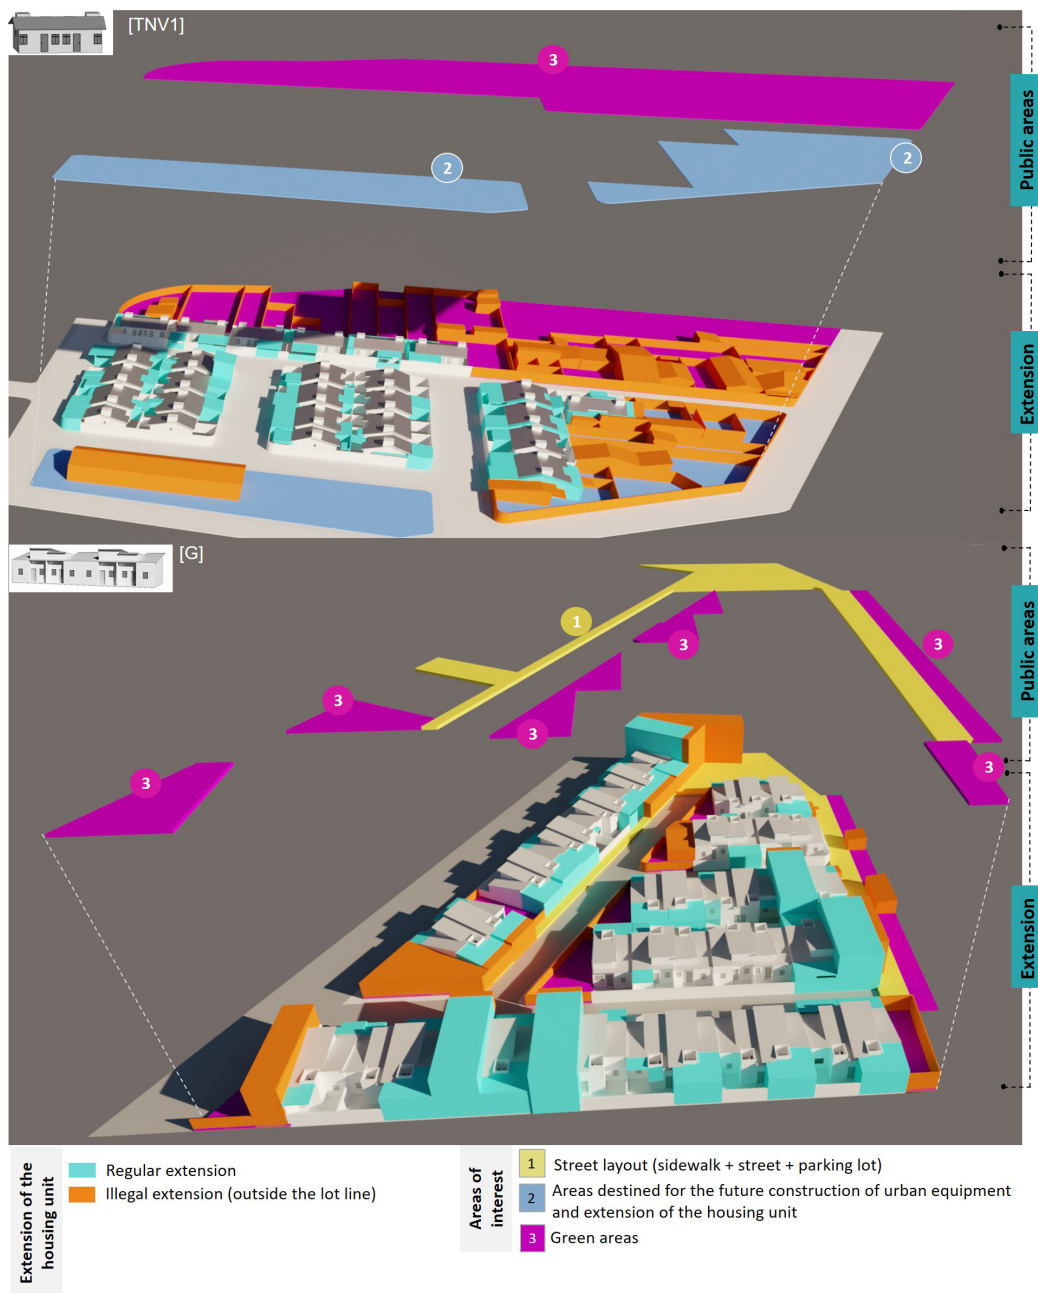 [TNV1]
3
2
2
Public areas
Extension
[G]
1
3
3
3
3
3
3
Public areas
Extension
Extension of the
housing unit
Regular extension
Illegal extension (outside the lot line)
Areas of
interest
1 Street layout (sidewalk + street + parking lot)
2 Areas destined for the future construction of urban equipment
and extension of the housing unit
3 Green areas